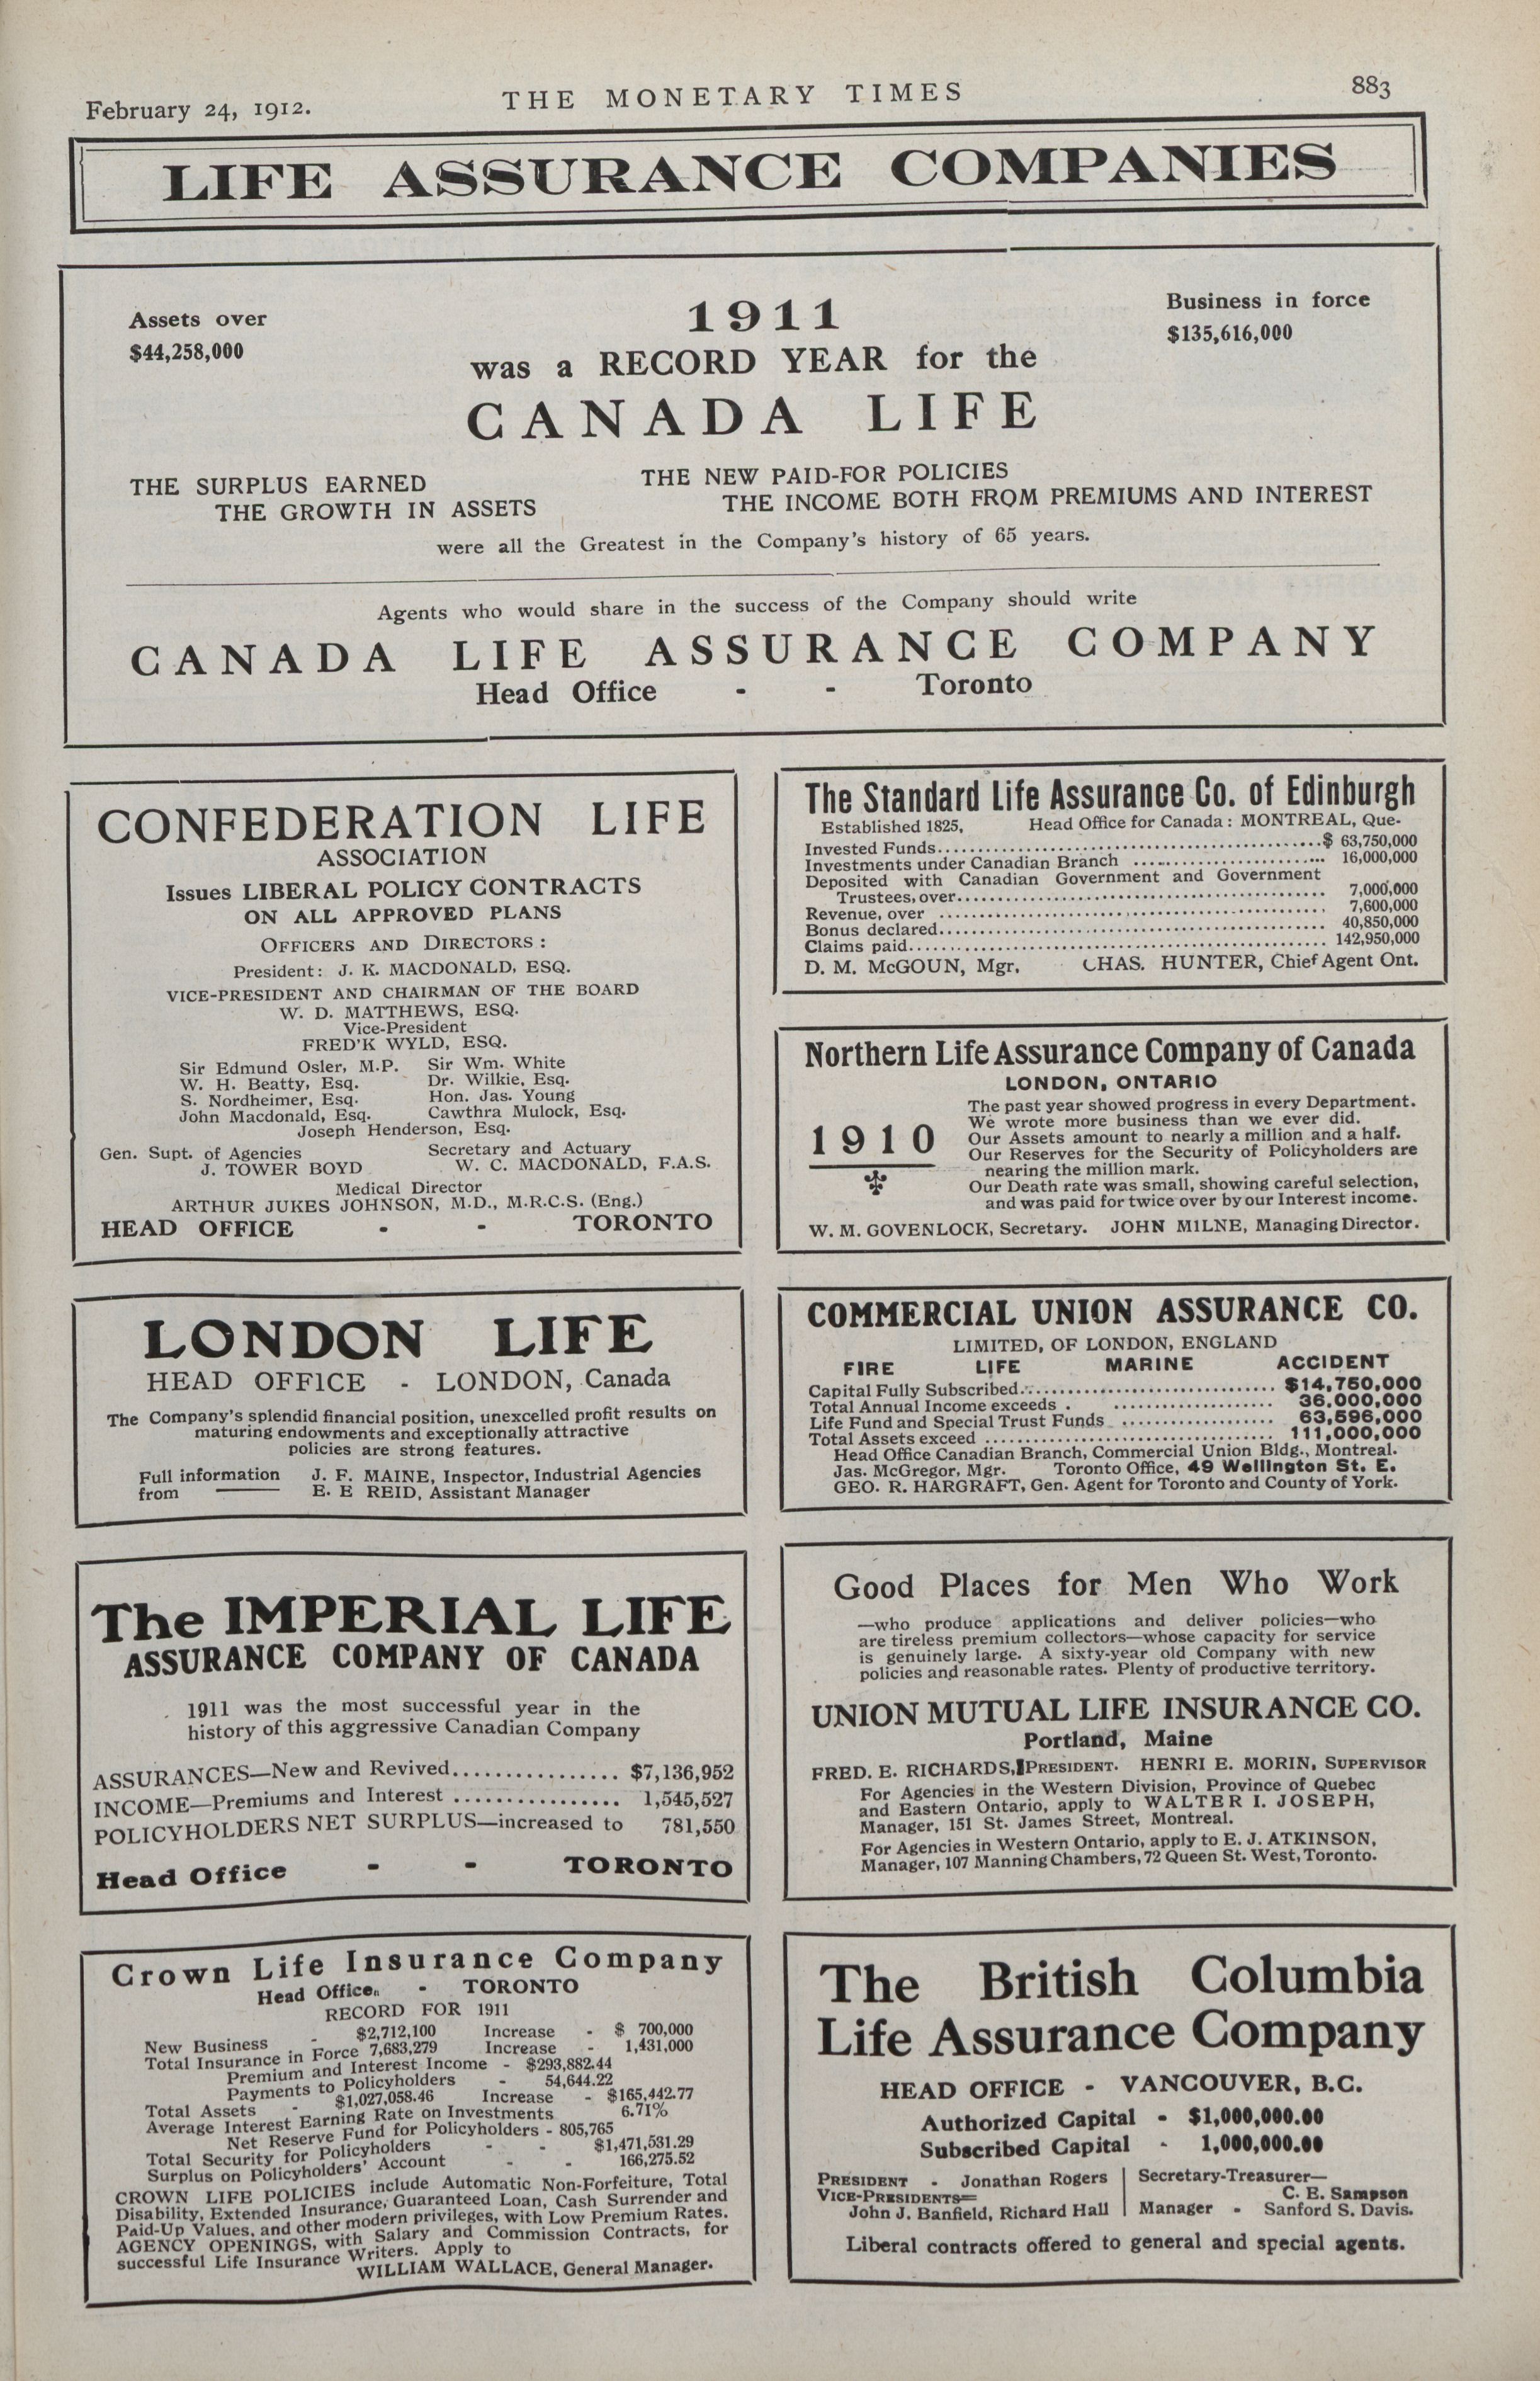 February 24, 1912.
THE MONETARY TIMES
883
LIFE ASSURANCE COMPANIES
Assets over
$44,258,000
Business in force
$135,616,000
1911
was a RECORD YEAR for the
CANADA LIFE
THE SURPLUS EARNED
THE GROWTH IN ASSETS
THE NEW PAID-FOR POLICIES
THE INCOME BOTH FROM PREMIUMS AND INTEREST
were all the Greatest in the Company's history of 65 years.
Agents who would share in the success of the Company should write
CANADA LIFE ASSURANCE COMPANY
Head Office - - Toronto
CONFEDERATION LIFE
ASSOCIATION
Issues LIBERAL POLICY CONTRACTS
ON ALL APPROVED PLANS
OFFICERS AND DIRECTORS :
President: J. K. MACDONALD, ESQ.
VICE-PRESIDENT AND CHAIRMAN OF THE BOARD
W. D. MATTHEWS, ESQ.
Vice-President
FRED'K WYLD, ESQ.
Sir Edmund Osler, M.P. Sir Wm. White
W. H. Beatty, Esq. Dr. Wilkie, Esq.
S. Nordheimer, Esq. Hon. Jas. Young
John Macdonald, Esq. Cawthra Mulock, Esq.
Joseph Henderson, Esq.
Gen. Supt. of Agencies Secretary and Actuary
J. TOWER BOYD W. C. MACDONALD, F.A.S.
Medical Director
ARTHUR JUKES JOHNSON, M.D., M.R.C.S. (Eng.)
HEAD OFFICE - - TORONTO
The Standard Life Assurance Co. of Edinburgh
Established 1825, Head Office for Canada: MONTREAL, Que.
Invested Funds.......... $ 63,750,000
Investments under Canadian Branch .......... 16,000,000
Deposited with Canadian Government and Government
Trustees, over.......... 7,000,000
Revenue, over .......... 7,600,000
Bonus declared.......... 40,850,000
Claims paid.......... 142,950,000
D. M. McGOUN, Mgr. CHAS. HUNTER, Chief Agent Ont.
Northern Life Assurance Company of Canada
LONDON, ONTARIO
1910
The past year showed progress in every Department.
We wrote more business than we ever did.
Our Assets amount to nearly a million and a half.
Our Reserves for the Security of Policyholders are
nearing the million mark.
Our Death rate was small, showing careful selection,
and was paid for twice over by our Interest income.
W. M. GOVENLOCK, Secretary. JOHN MILNE, Managing Director.
LONDON LIFE
HEAD OFFICE - LONDON, Canada
The Company's splendid financial position, unexcelled profit results on
maturing endowments and exceptionally attractive
policies are strong features.
Full information J. F. MAINE, Inspector, Industrial Agencies
from E. E REID, Assistant Manager
COMMERCIAL UNION ASSURANCE CO.
LIMITED, OF LONDON, ENGLAND
FIRE LIFE MARINE ACCIDENT
Capital Fully Subscribed.......... $14,750,000
Total Annual Income exceeds .......... 36,000,000
Life Fund and Special Trust Funds .......... 63,596,000
Total Assets exceed .......... 111,000,000
Head Office Canadian Branch, Commercial Union Bldg., Montreal.
Jas. McGregor, Mgr. Toronto Office, 49 Wellington St. E.
GEO. R. HARGRAFT, Gen. Agent for Toronto and County of York.
The IMPERIAL LIFE
ASSURANCE COMPANY OF CANADA
1911 was the most successful year in the
history of this aggressive Canadian Company
ASSURANCES—New and Revived.......... $7,136,952
INCOME—Premiums and Interest .......... 1,545,527
POLICYHOLDERS NET SURPLUS—increased to 781,550
Head Office - - TORONTO
Good Places for Men Who Work
—who produce applications and deliver policies—who
are tireless premium collectors—whose capacity for service
is genuinely large. A sixty-year old Company with new
policies and reasonable rates. Plenty of productive territory.
UNION MUTUAL LIFE INSURANCE CO.
Portland, Maine
FRED. E. RICHARDS, PRESIDENT. HENRI E. MORIN, SUPERVISOR
For Agencies in the Western Division, Province of Quebec
and Eastern Ontario, apply to WALTER I. JOSEPH,
Manager, 151 St. James Street, Montreal.
For Agencies in Western Ontario, apply to E. J. ATKINSON,
Manager, 107 Manning Chambers, 72 Queen St. West, Toronto.
Crown Life Insurance Company
Head Office. - TORONTO
RECORD FOR 1911
New Business - $2,712,100 Increase - $ 700,000
Total Insurance in Force 7,683,279 Increase - 1,431,000
Premium and Interest Income - $293,882.44
Payments to Policyholders - 54,644.22
Total Assets - $1,027,058.46 Increase - $165,442.77
Average Interest Earning Rate on Investments 6.71%
Net Reserve Fund for Policyholders - 805,765
Total Security for Policyholders - - $1,471,531.29
Surplus on Policyholders' Account - - 166,275.52
CROWN LIFE POLICIES include Automatic Non-Forfeiture, Total
Disability, Extended Insurance, Guaranteed Loan, Cash Surrender and
Paid-Up Values, and other modern privileges, with Low Premium Rates.
AGENCY OPENINGS, with Salary and Commission Contracts, for
successful Life Insurance Writers. Apply to
WILLIAM WALLACE, General Manager.
The British Columbia
Life Assurance Company
HEAD OFFICE - VANCOUVER, B.C.
Authorized Capital - $1,000,000.00
Subscribed Capital - 1,000,000.00
PRESIDENT - Jonathan Rogers
VICE-PRESIDENTS—
John J. Banfield, Richard Hall
Secretary-Treasurer—
C. E. Sampson
Manager - Sanford S. Davis.
Liberal contracts offered to general and special agents.